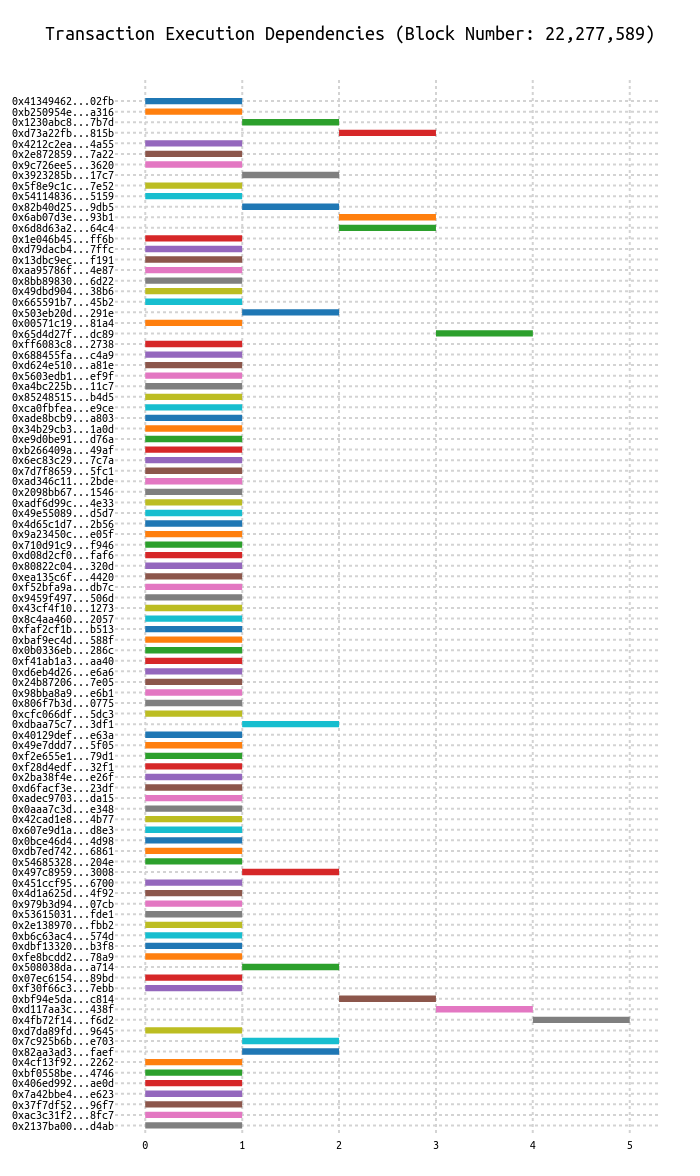 Transaction Execution Dependencies (Block Number: 22,277,589)
0x41349462...02fb
0xb250954e...a316
0x1230abc8...7b7d
0xd73a22fb...815b
0x4212c2ea...4a55
0x2e872859...7a22
0x9c726ee5...3620
0x3923285b...17c7
0x5f8e9c1c...7e52
0x54114836...5159
0x82b40d25...9db5
0x6ab07d3e...93b1
0x6d8d63a2...64c4
0x1e046b45...ff6b
0xd79dacb4...7ffc
0x13dbc9ec...f191
0xaa95786f...4e87
0x8bb89830...6d22
0x49dbd904...38b6
0x665591b7...45b2
0x503eb20d...291e
0x00571c19...81a4
0x65d4d27f...dc89
0xff6083c8...2738
0x688455fa...c4a9
0xd624e510...a81e
0x5603edb1...ef9f
0xa4bc225b...11c7
0x85248515...b4d5
0xca0fbfea...e9ce
0xade8bcb9...a803
0x34b29cb3...1a0d
0xe9d0be91...d76a
0xb266409a...49af
0x6ec83c29...7c7a
0x7d7f8659...5fc1
0xad346c11...2bde
0x2098bb67...1546
0xadf6d99c...4e33
0x49e55089...d5d7
0x4d65c1d7...2b56
0x9a23450c...e05f
0x710d91c9...f946
0xd08d2cf0...faf6
0x80822c04...320d
0xea135c6f...4420
0xf52bfa9a...db7c
0x9459f497...506d
0x43cf4f10...1273
0x8c4aa460...2057
0xfaf2cf1b...b513
0xbaf9ec4d...588f
0x0b0336eb...286c
0xf41ab1a3...aa40
0xd6eb4d26...e6a6
0x24b87206...7e05
0x98bba8a9...e6b1
0x806f7b3d...0775
0xcfc066df...5dc3
0xdbaa75c7...3df1
0x40129def...e63a
0x49e7ddd7...5f05
0xf2e655e1...79d1
0xf28d4edf...32f1
0x2ba38f4e...e26f
0xd6facf3e...23df
0xadec9703...da15
0x0aaa7c3d...e348
0x42cad1e8...4b77
0x607e9d1a...d8e3
0x0bce46d4...4d98
0xdb7ed742...6861
0x54685328...204e
0x497c8959...3008
0x451ccf95...6700
0x4d1a625d...4f92
0x979b3d94...07cb
0x53615031...fde1
0x2e138970...fbb2
0xb6c63ac4...574d
0xdbf13320...b3f8
0xfe8bcdd2...78a9
0x508038da...a714
0x07ec6154...89bd
0xf30f66c3...7ebb
0xbf94e5da...c814
0xd117aa3c...438f
0x4fb72f14...f6d2
0xd7da89fd...9645
0x7c925b6b...e703
0x82aa3ad3...faef
0x4cf13f92...2262
0xbf0558be...4746
0x406ed992...ae0d
0x7a42bbe4...e623
0x37f7df52...96f7
0xac3c31f2...8fc7
0x2137ba00...d4ab
0 1 2 3 4 5